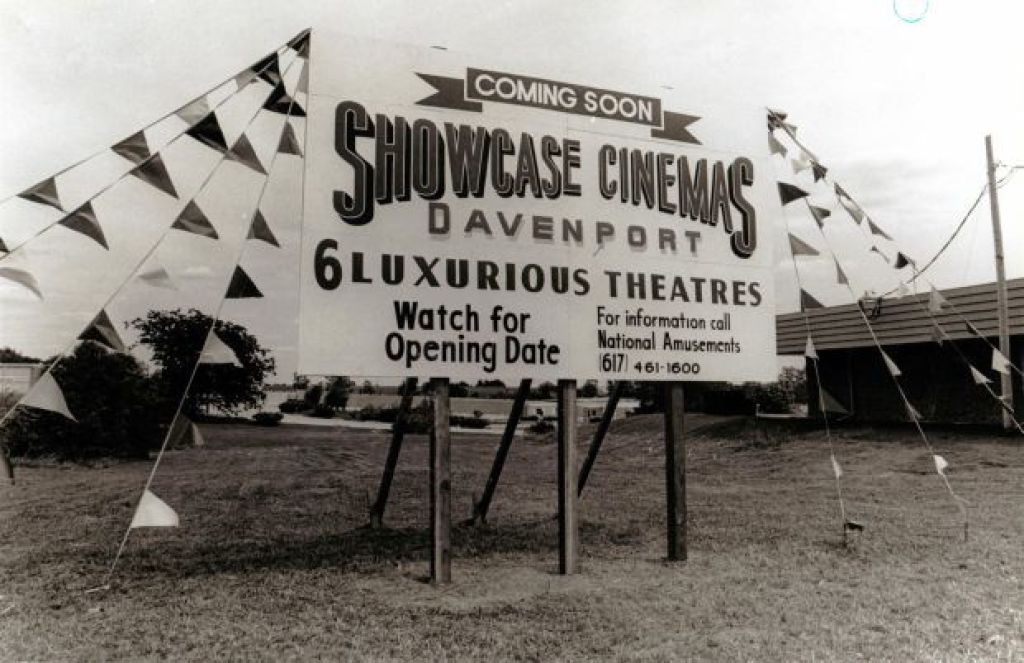 COMING SOON
SHOWCASE CINEMAS
DAVENPORT
6 LUXURIOUS THEATRES
Watch for
Opening Date
For information call
National Amusements
(617) 461-1600